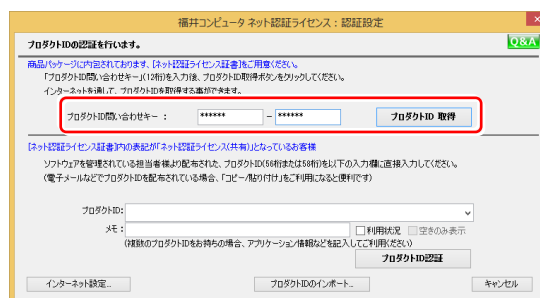 福井コンピュータ ネット認証ライセンス：認証設定
×
プロダクトIDの認証を行います。
Q&A
商品パッケージに内包されております、『ネット認証ライセンス証書』をご用意ください。
「プロダクトID問い合わせキー」(12桁)を入力後、プロダクトID取得ボタンをクリックしてください。
インターネットを通して、プロダクトIDを取得する事ができます。
プロダクトID問い合わせキー ： ****** - ****** プロダクトID 取得
『ネット認証ライセンス証書』内の表記が『ネット認証ライセンス(共有)』となっているお客様
ソフトウェアを管理されている担当者様より配布された、プロダクトID(56桁または58桁)を以下の入力欄に直接入力してください。
(電子メールなどでプロダクトIDを配布されている場合、「コピー/貼り付け」をご利用になると便利です)
プロダクトID:
メモ: 利用状況 空きのみ表示
(複数のプロダクトIDをお持ちの場合、アプリケーション情報などを記入してご利用ください)
プロダクトID認証
インターネット設定... プロダクトIDのインポート... キャンセル